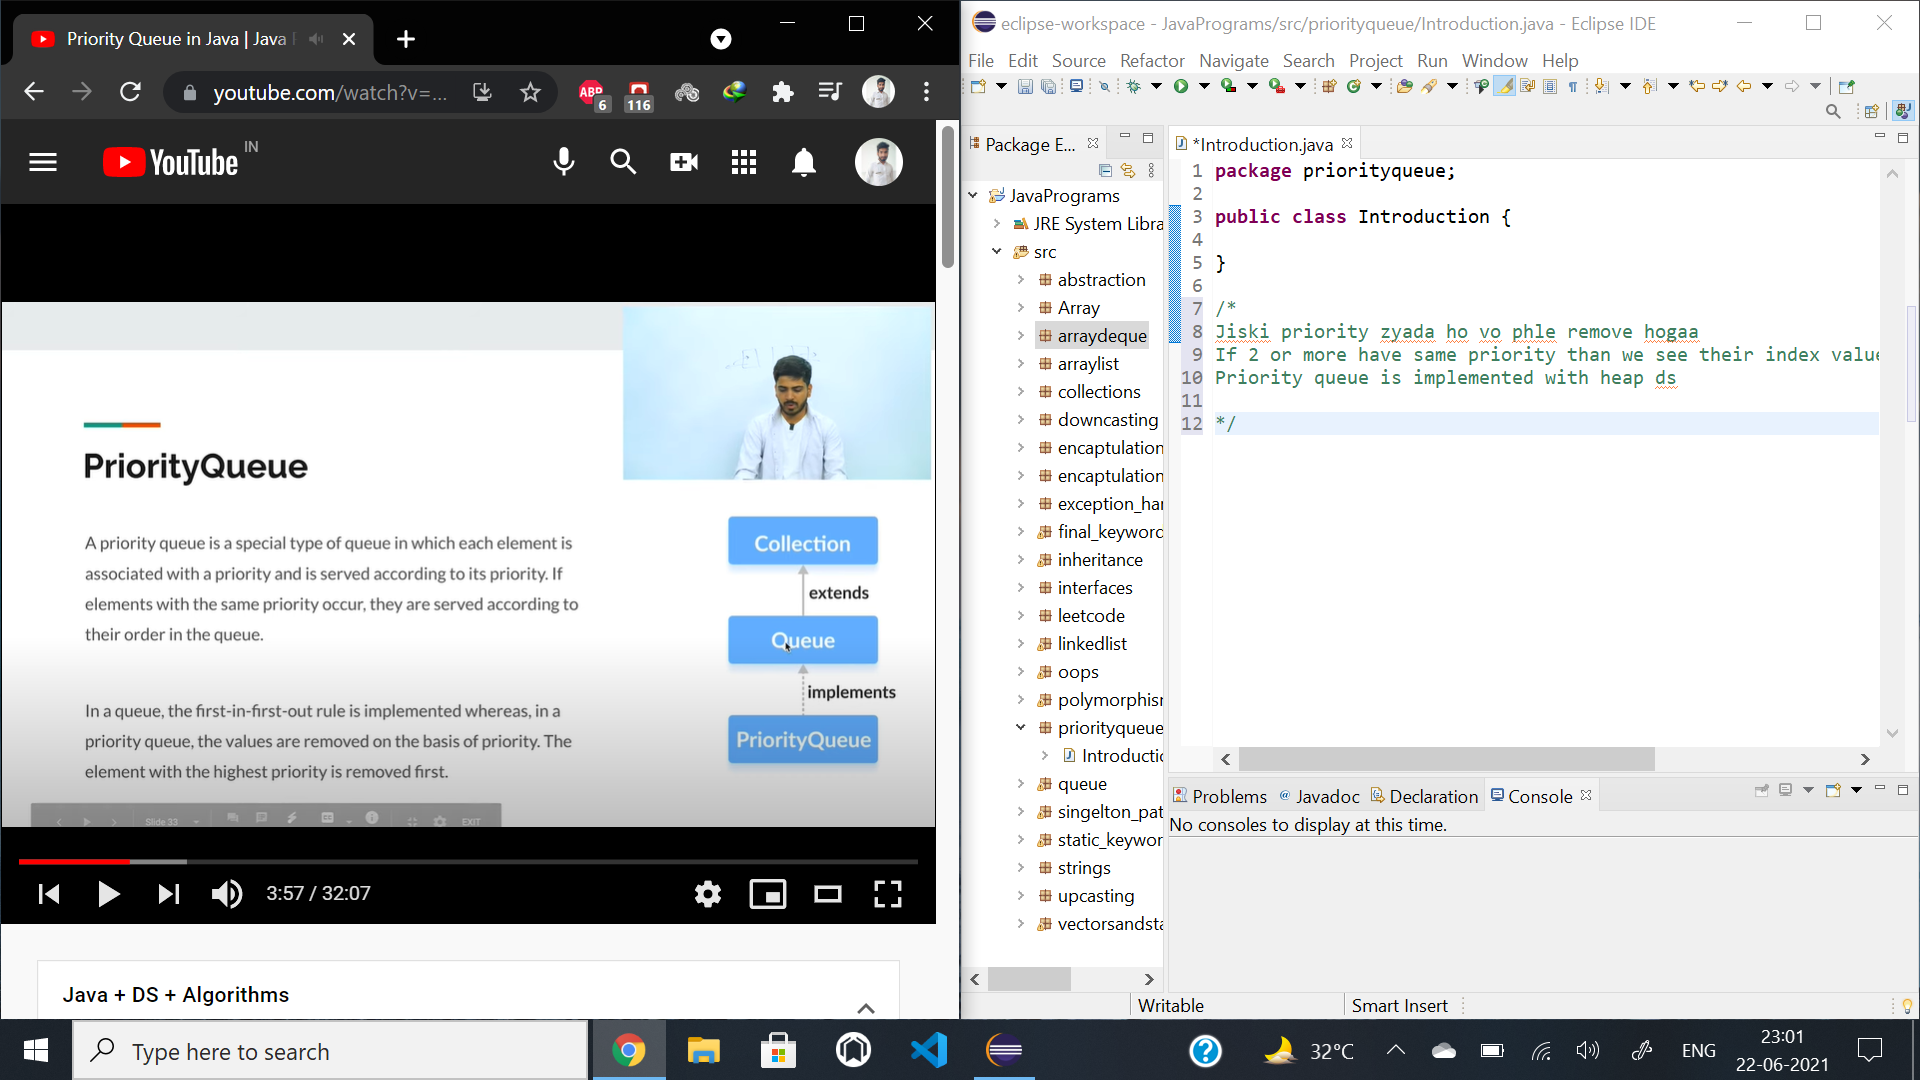 Priority Queue in Java | Java
youtube.com/watch?v=...
ABP
6
116
YouTube
IN
PriorityQueue
A priority queue is a special type of queue in which each element is
associated with a priority and is served according to its priority. If
elements with the same priority occur, they are served according to
their order in the queue.
In a queue, the first-in-first-out rule is implemented whereas, in a
priority queue, the values are removed on the basis of priority. The
element with the highest priority is removed first.
Collection
extends
Queue
implements
PriorityQueue
Slide 33
EXIT
3:57 / 32:07
Java + DS + Algorithms
eclipse-workspace - JavaPrograms/src/priorityqueue/Introduction.java - Eclipse IDE
File Edit Source Refactor Navigate Search Project Run Window Help
Package E...
JavaPrograms
JRE System Libra
src
abstraction
Array
arraydeque
arraylist
collections
downcasting
encaptulation
encaptulation
exception_har
final_keyword
inheritance
interfaces
leetcode
linkedlist
oops
polymorphisr
priorityqueue
Introductic
queue
singelton_pat
static_keywor
strings
upcasting
vectorsandsta
*Introduction.java
1 package priorityqueue;
2
3 public class Introduction {
4
5 }
6
7 /*
8 Jiski priority zyada ho vo phle remove hogaa
9 If 2 or more have same priority than we see their index value
10 Priority queue is implemented with heap ds
11
12 */
Problems @ Javadoc Declaration Console
No consoles to display at this time.
Writable Smart Insert
Type here to search
32°C
ENG
23:01
22-06-2021